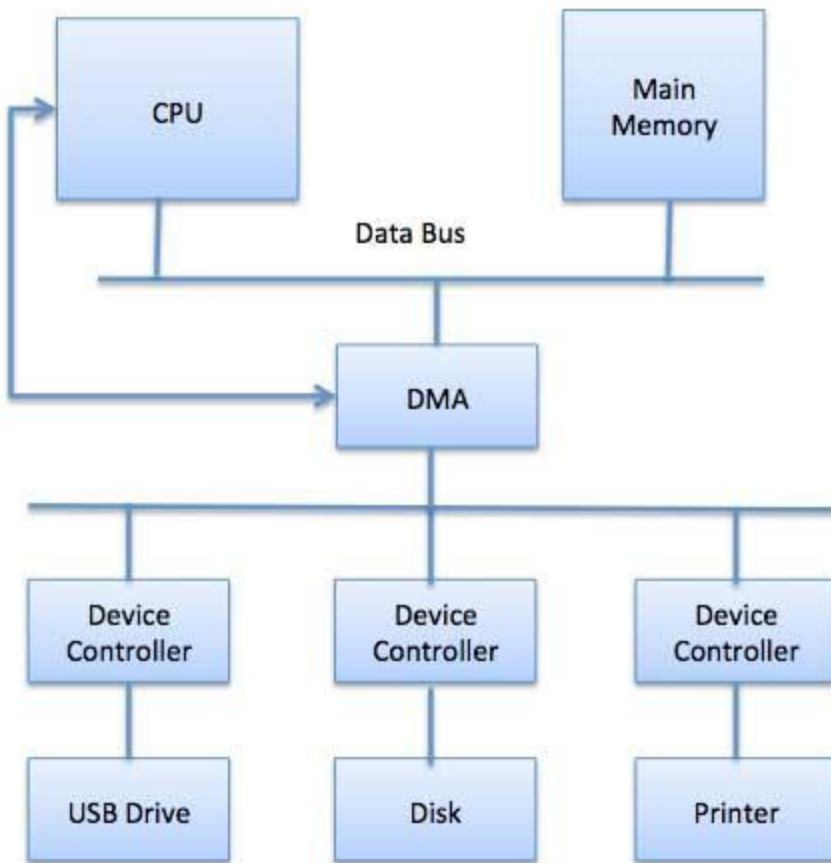 CPU
Main
Memory
Data Bus
DMA
Device
Controller
Device
Controller
Device
Controller
USB Drive
Disk
Printer